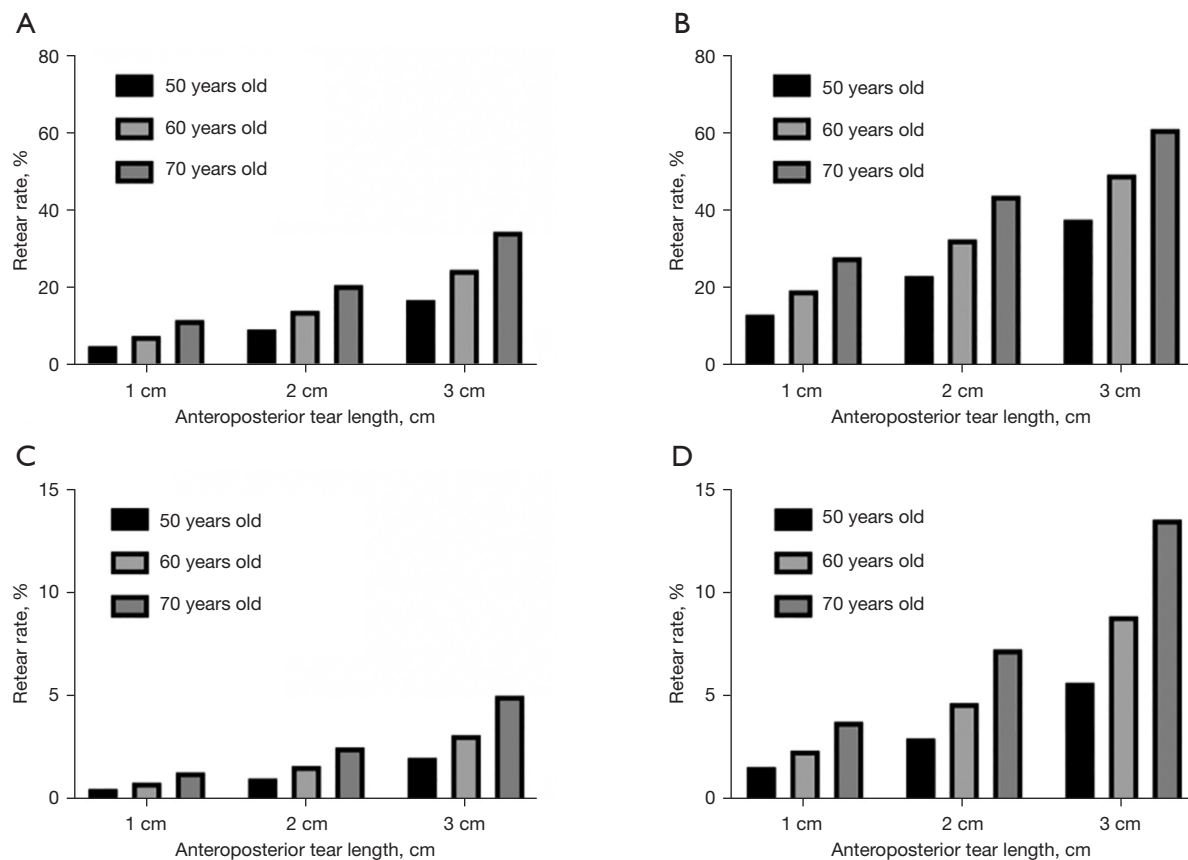 A
80
60
40
20
0
Retear rate, %
50 years old
60 years old
70 years old
1 cm
2 cm
3 cm
Anteroposterior tear length, cm
B
80
60
40
20
0
Retear rate, %
50 years old
60 years old
70 years old
1 cm
2 cm
3 cm
Anteroposterior tear length, cm
C
15
10
5
0
Retear rate, %
50 years old
60 years old
70 years old
1 cm
2 cm
3 cm
Anteroposterior tear length, cm
D
15
10
5
0
Retear rate, %
50 years old
60 years old
70 years old
1 cm
2 cm
3 cm
Anteroposterior tear length, cm